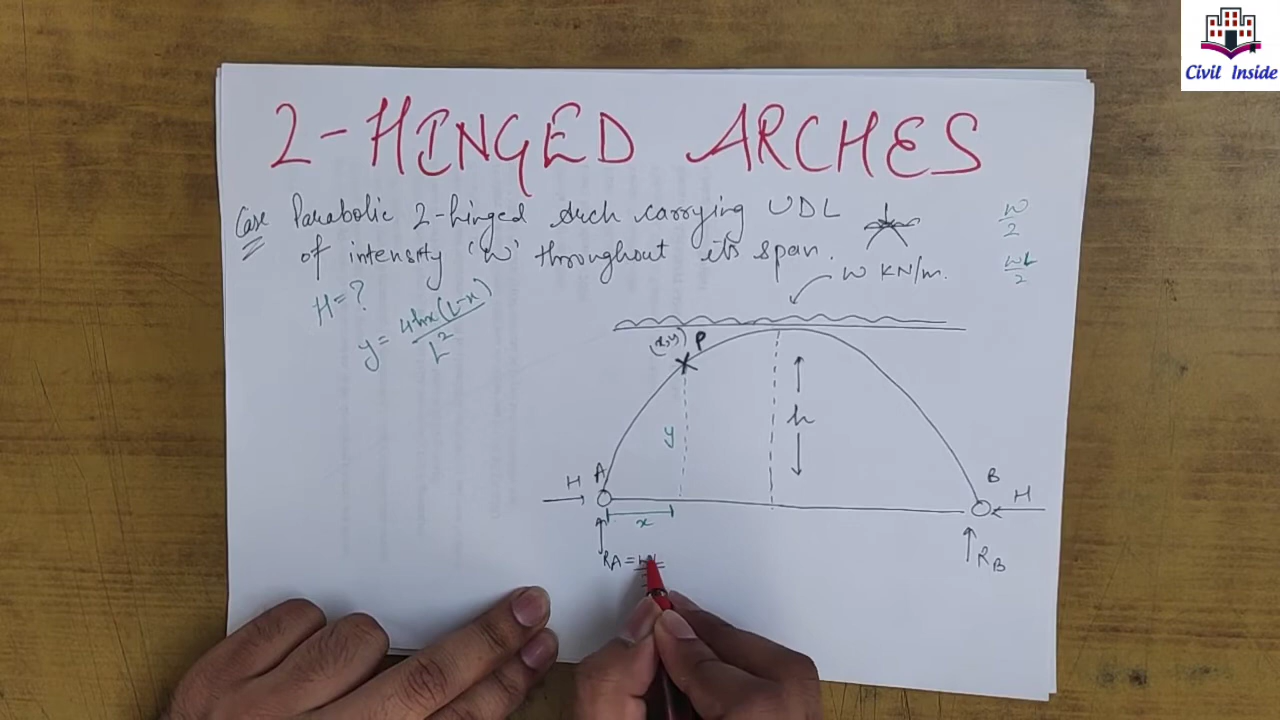 Civil Inside
2-HINGED ARCHES
Case Parabolic 2-hinged Arch carrying UDL
of intensity 'w' throughout its span.
w/2
wL/2
H=?
y = 4hx(L-x)/L²
w KN/m.
(x,y) P
h
y
A
H
B
H
x
RA =
RB